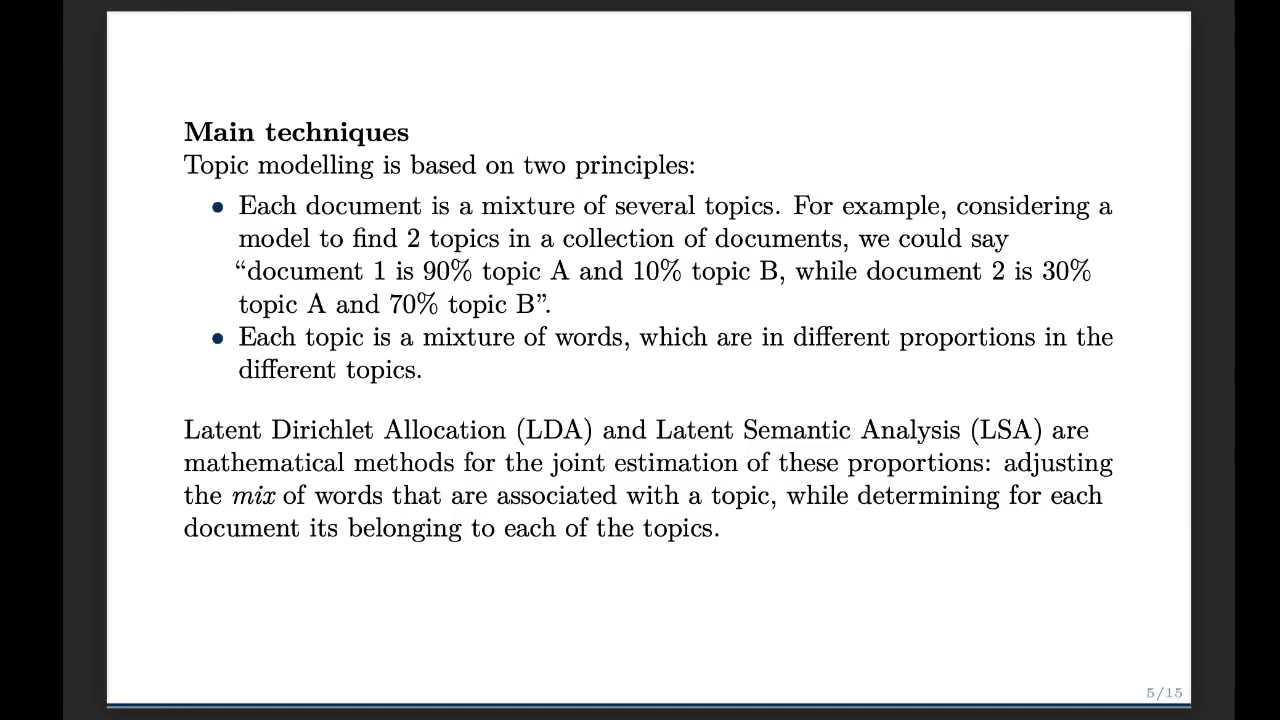 Main techniques
Topic modelling is based on two principles:
• Each document is a mixture of several topics. For example, considering a
model to find 2 topics in a collection of documents, we could say
“document 1 is 90% topic A and 10% topic B, while document 2 is 30%
topic A and 70% topic B”.
• Each topic is a mixture of words, which are in different proportions in the
different topics.
Latent Dirichlet Allocation (LDA) and Latent Semantic Analysis (LSA) are
mathematical methods for the joint estimation of these proportions: adjusting
the mix of words that are associated with a topic, while determining for each
document its belonging to each of the topics.
5/15